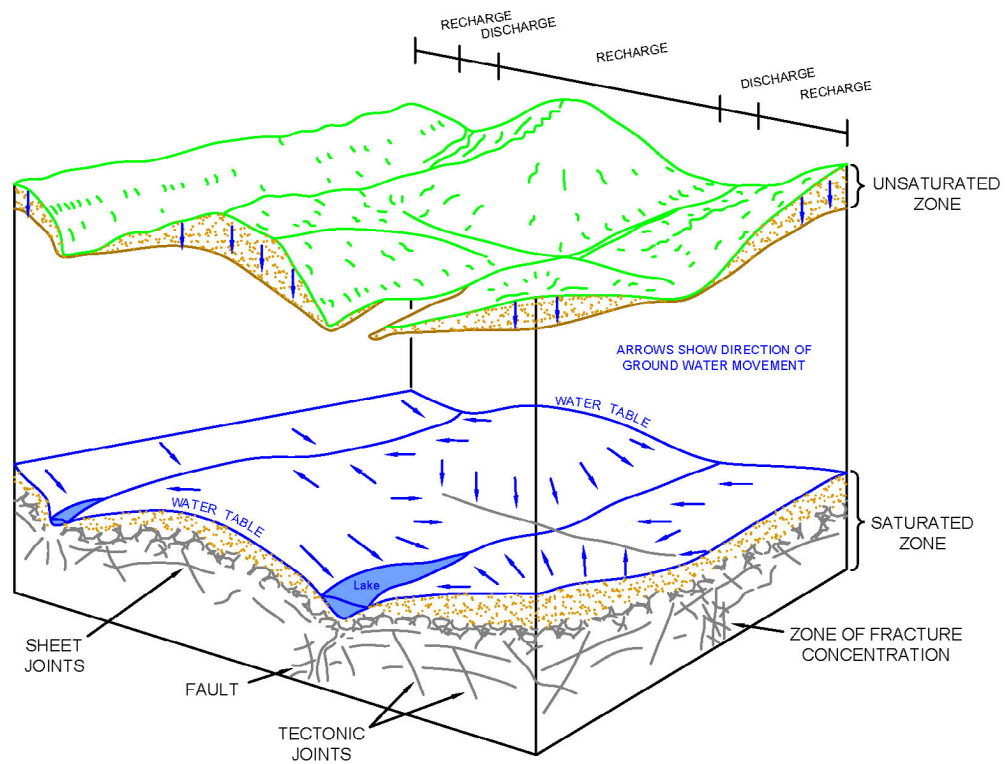 RECHARGE
DISCHARGE
RECHARGE
DISCHARGE
RECHARGE
UNSATURATED
ZONE
ARROWS SHOW DIRECTION OF
GROUND WATER MOVEMENT
WATER TABLE
WATER TABLE
SATURATED
ZONE
Lake
SHEET
JOINTS
FAULT
TECTONIC
JOINTS
ZONE OF FRACTURE
CONCENTRATION